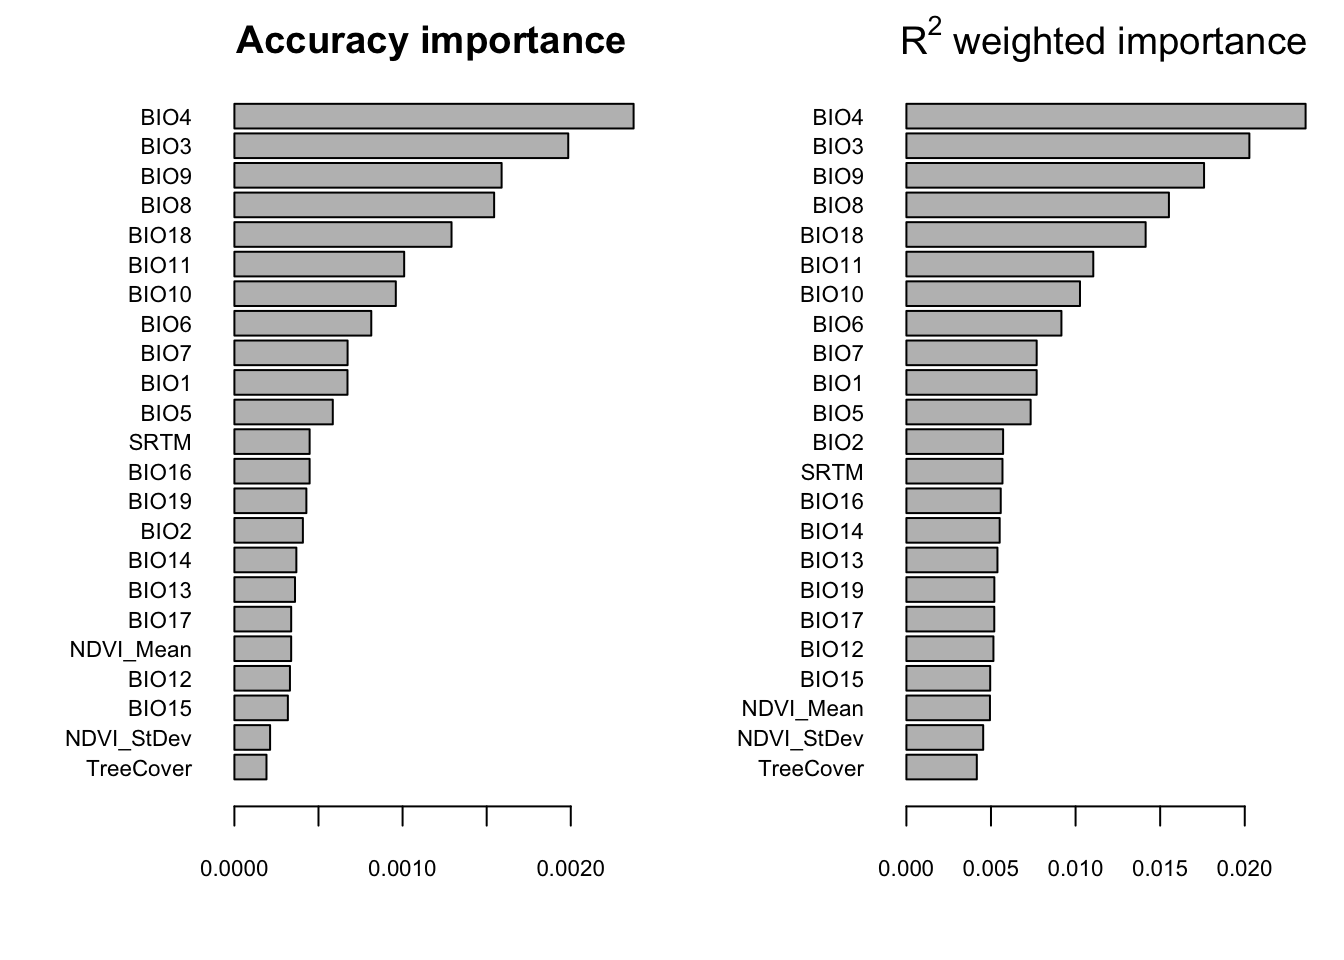 Accuracy importance
BIO4
BIO3
BIO9
BIO8
BIO18
BIO11
BIO10
BIO6
BIO7
BIO1
BIO5
SRTM
BIO16
BIO19
BIO2
BIO14
BIO13
BIO17
NDVI_Mean
BIO12
BIO15
NDVI_StDev
TreeCover
0.0000 0.0010 0.0020
R² weighted importance
BIO4
BIO3
BIO9
BIO8
BIO18
BIO11
BIO10
BIO6
BIO7
BIO1
BIO5
BIO2
SRTM
BIO16
BIO14
BIO13
BIO19
BIO17
BIO12
BIO15
NDVI_Mean
NDVI_StDev
TreeCover
0.000 0.005 0.010 0.015 0.020